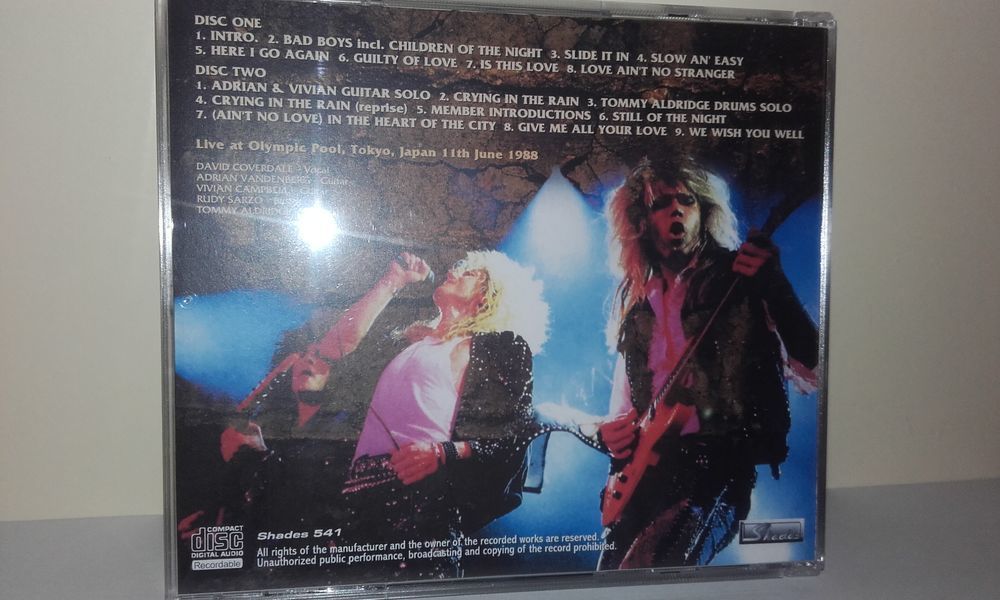 DISC ONE
1. INTRO. 2. BAD BOYS incl. CHILDREN OF THE NIGHT 3. SLIDE IT IN 4. SLOW AN' EASY
5. HERE I GO AGAIN 6. GUILTY OF LOVE 7. IS THIS LOVE 8. LOVE AIN'T NO STRANGER
DISC TWO
1. ADRIAN & VIVIAN GUITAR SOLO 2. CRYING IN THE RAIN 3. TOMMY ALDRIDGE DRUMS SOLO
4. CRYING IN THE RAIN (reprise) 5. MEMBER INTRODUCTIONS 6. STILL OF THE NIGHT
7. (AIN'T NO LOVE) IN THE HEART OF THE CITY 8. GIVE ME ALL YOUR LOVE 9. WE WISH YOU WELL
Live at Olympic Pool, Tokyo, Japan 11th June 1988
DAVID COVERDALE - Vocal
ADRIAN VANDENBERG - Guitar
VIVIAN CAMPBELL
RUDY SARZO
TOMMY
COMPACT
disc
DIGITAL AUDIO
Recordable
Shades 541
All rights of the manufacturer and the owner of the recorded works are reserved.
Unauthorized public performance, broadcasting and copying of the record prohibited.
Shades